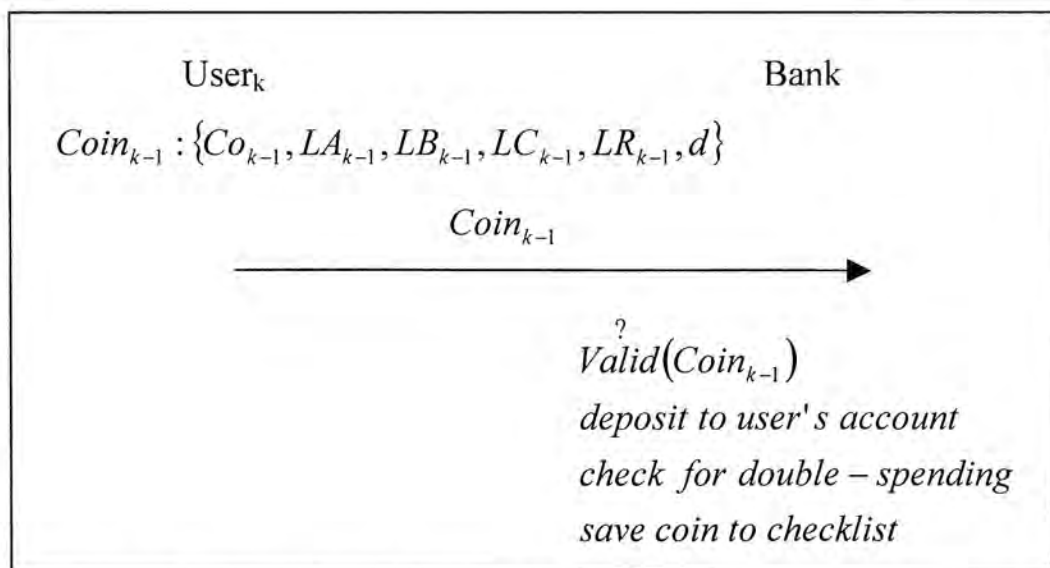 User_k Bank
Coin_{k-1} : {Co_{k-1}, LA_{k-1}, LB_{k-1}, LC_{k-1}, LR_{k-1}, d}
Coin_{k-1}
?
Valid(Coin_{k-1})
deposit to user's account
check for double – spending
save coin to checklist